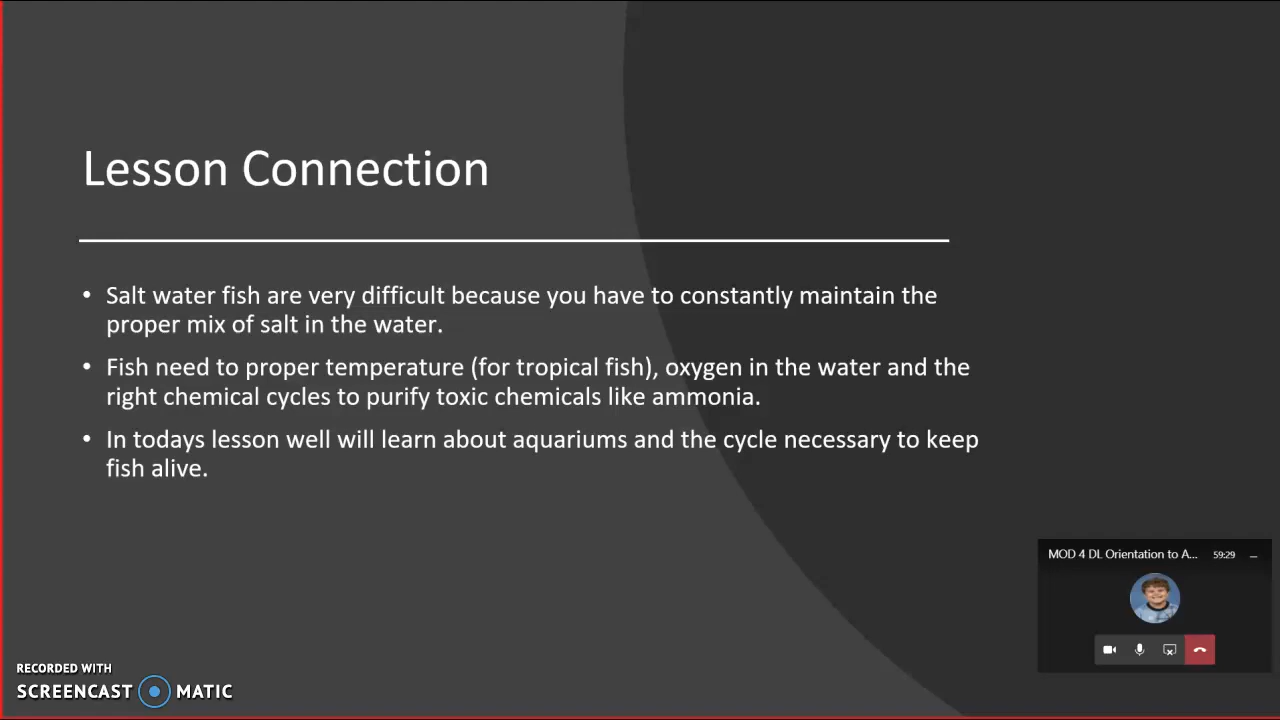 Lesson Connection
• Salt water fish are very difficult because you have to constantly maintain the
proper mix of salt in the water.
• Fish need to proper temperature (for tropical fish), oxygen in the water and the
right chemical cycles to purify toxic chemicals like ammonia.
• In todays lesson well will learn about aquariums and the cycle necessary to keep
fish alive.
MOD 4 DL Orientation to A... 59:29
RECORDED WITH
SCREENCAST MATIC